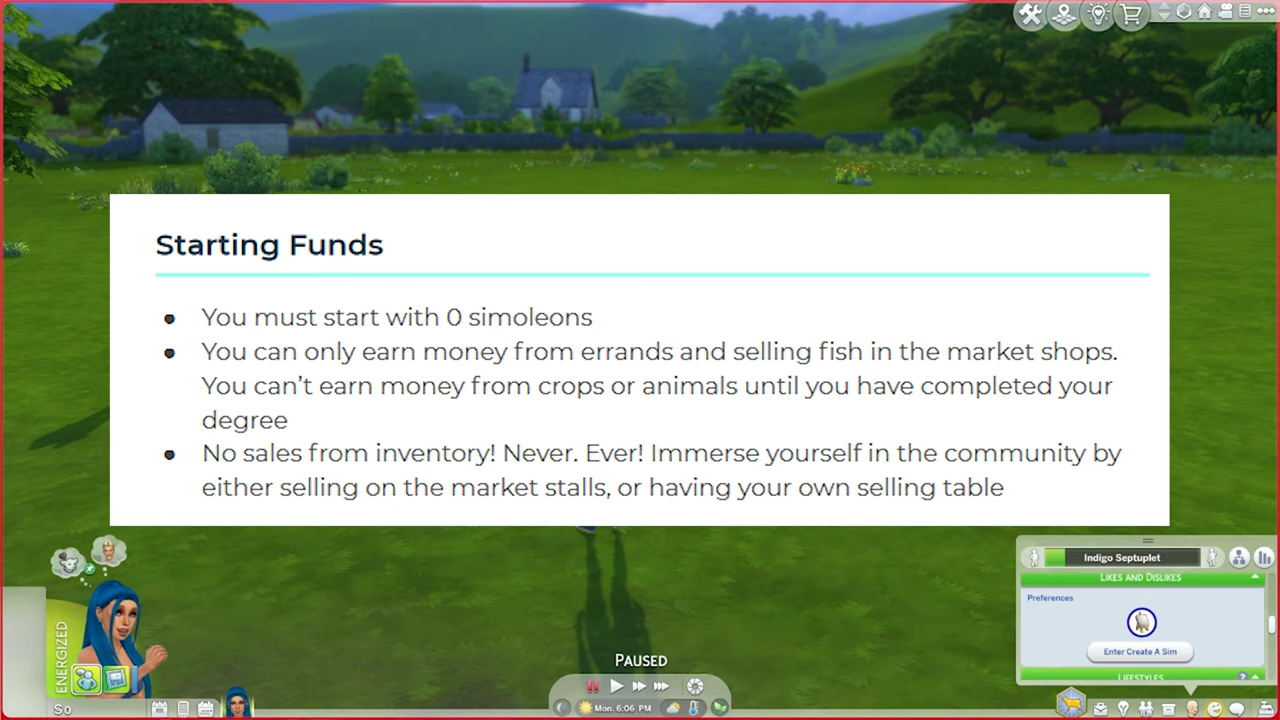 Starting Funds
● You must start with 0 simoleons
● You can only earn money from errands and selling fish in the market shops.
You can't earn money from crops or animals until you have completed your
degree
● No sales from inventory! Never. Ever! Immerse yourself in the community by
either selling on the market stalls, or having your own selling table
Indigo Septuplet
LIKES AND DISLIKES
Preferences
Enter Create A Sim
LIFESTYLES
ENERGIZED
§0
PAUSED
Mon. 6:06 PM